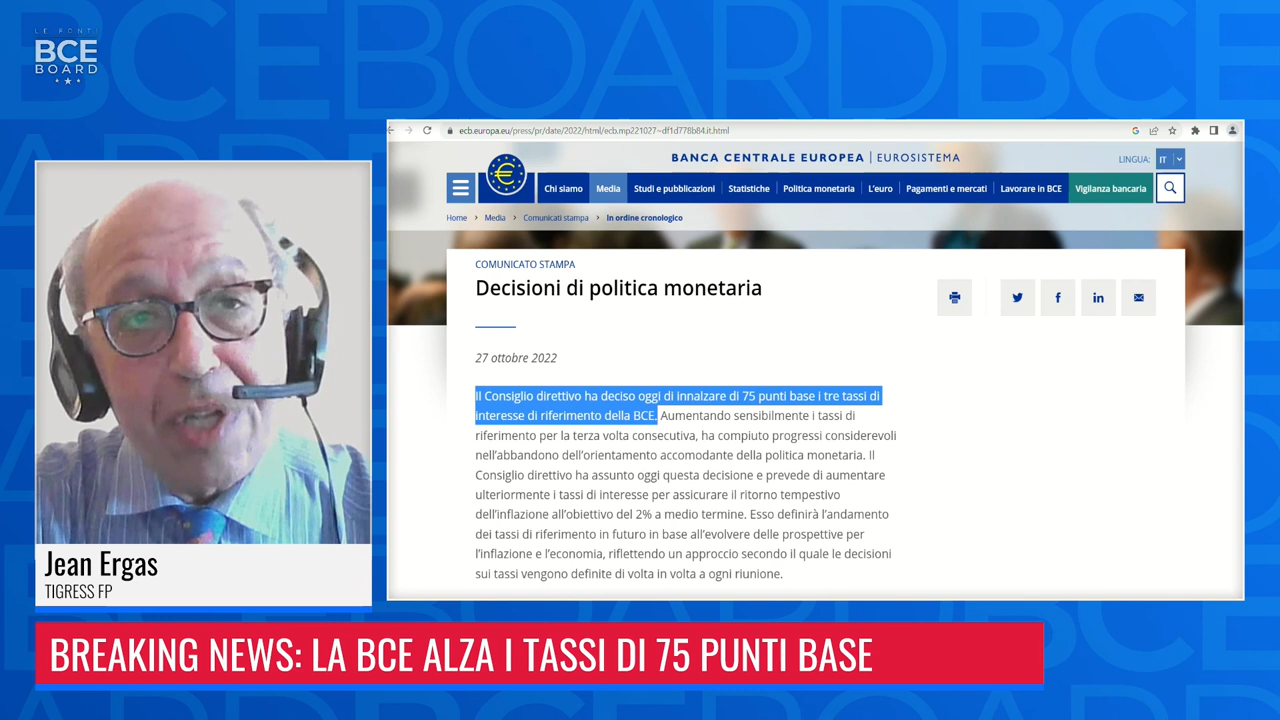 LE FONTI
BCE
BOARD
ecb.europa.eu/press/pr/date/2022/html/ecb.mp221027~df1d778b84.it.html
BANCA CENTRALE EUROPEA | EUROSISTEMA
LINGUA: IT
Chi siamo Media Studi e pubblicazioni Statistiche Politica monetaria L'euro Pagamenti e mercati Lavorare in BCE Vigilanza bancaria
Home > Media > Comunicati stampa > In ordine cronologico
COMUNICATO STAMPA
Decisioni di politica monetaria
27 ottobre 2022
Il Consiglio direttivo ha deciso oggi di innalzare di 75 punti base i tre tassi di
interesse di riferimento della BCE. Aumentando sensibilmente i tassi di
riferimento per la terza volta consecutiva, ha compiuto progressi considerevoli
nell'abbandono dell'orientamento accomodante della politica monetaria. Il
Consiglio direttivo ha assunto oggi questa decisione e prevede di aumentare
ulteriormente i tassi di interesse per assicurare il ritorno tempestivo
dell'inflazione all'obiettivo del 2% a medio termine. Esso definirà l'andamento
dei tassi di riferimento in futuro in base all'evolvere delle prospettive per
l'inflazione e l'economia, riflettendo un approccio secondo il quale le decisioni
sui tassi vengono definite di volta in volta a ogni riunione.
Jean Ergas
TIGRESS FP
BREAKING NEWS: LA BCE ALZA I TASSI DI 75 PUNTI BASE